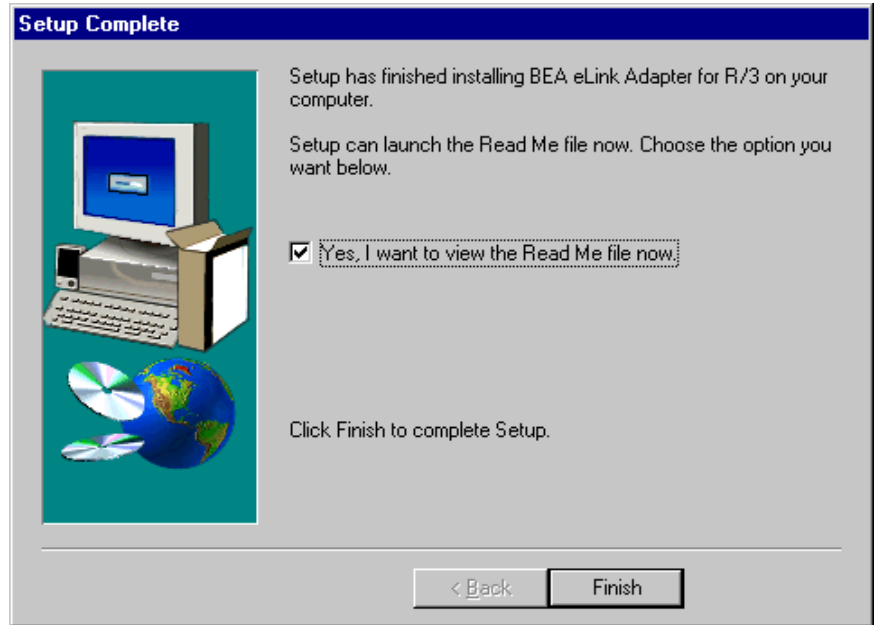 Setup Complete
Setup has finished installing BEA eLink Adapter for R/3 on your
computer.
Setup can launch the Read Me file now. Choose the option you
want below.
Yes, I want to view the Read Me file now.
Click Finish to complete Setup.
< Back
Finish